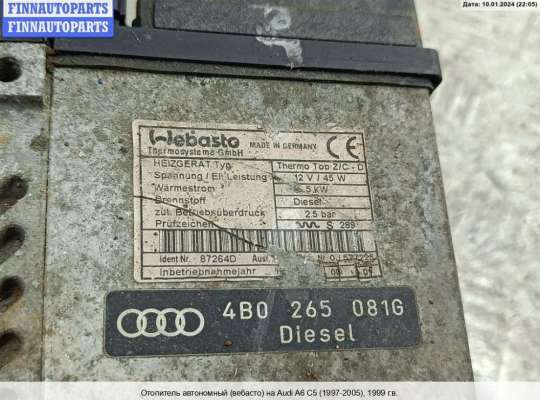 FINNAUTOPARTS
FINNAUTOPARTS
FINNAUTOPARTS
Дата: 10.01.2024 (22:05)
Webasto
Thermosysteme GmbH
MADE IN GERMANY
CE
HEIZGERÄT Typ Thermo Top Z/C - D
Spannung / El. Leistung 12 V / 45 W
Wärmestrom 5 kW
Brennstoff Diesel
zul. Betriebsüberdruck 2.5 bar
Prüfzeichen S 289
Ident Nr. 87264D Ausf.
Inbetriebnahmejahr
4B0 265 081G
Diesel
Отопитель автономный (вебасто) на Audi A6 C5 (1997-2005), 1999 г.в.